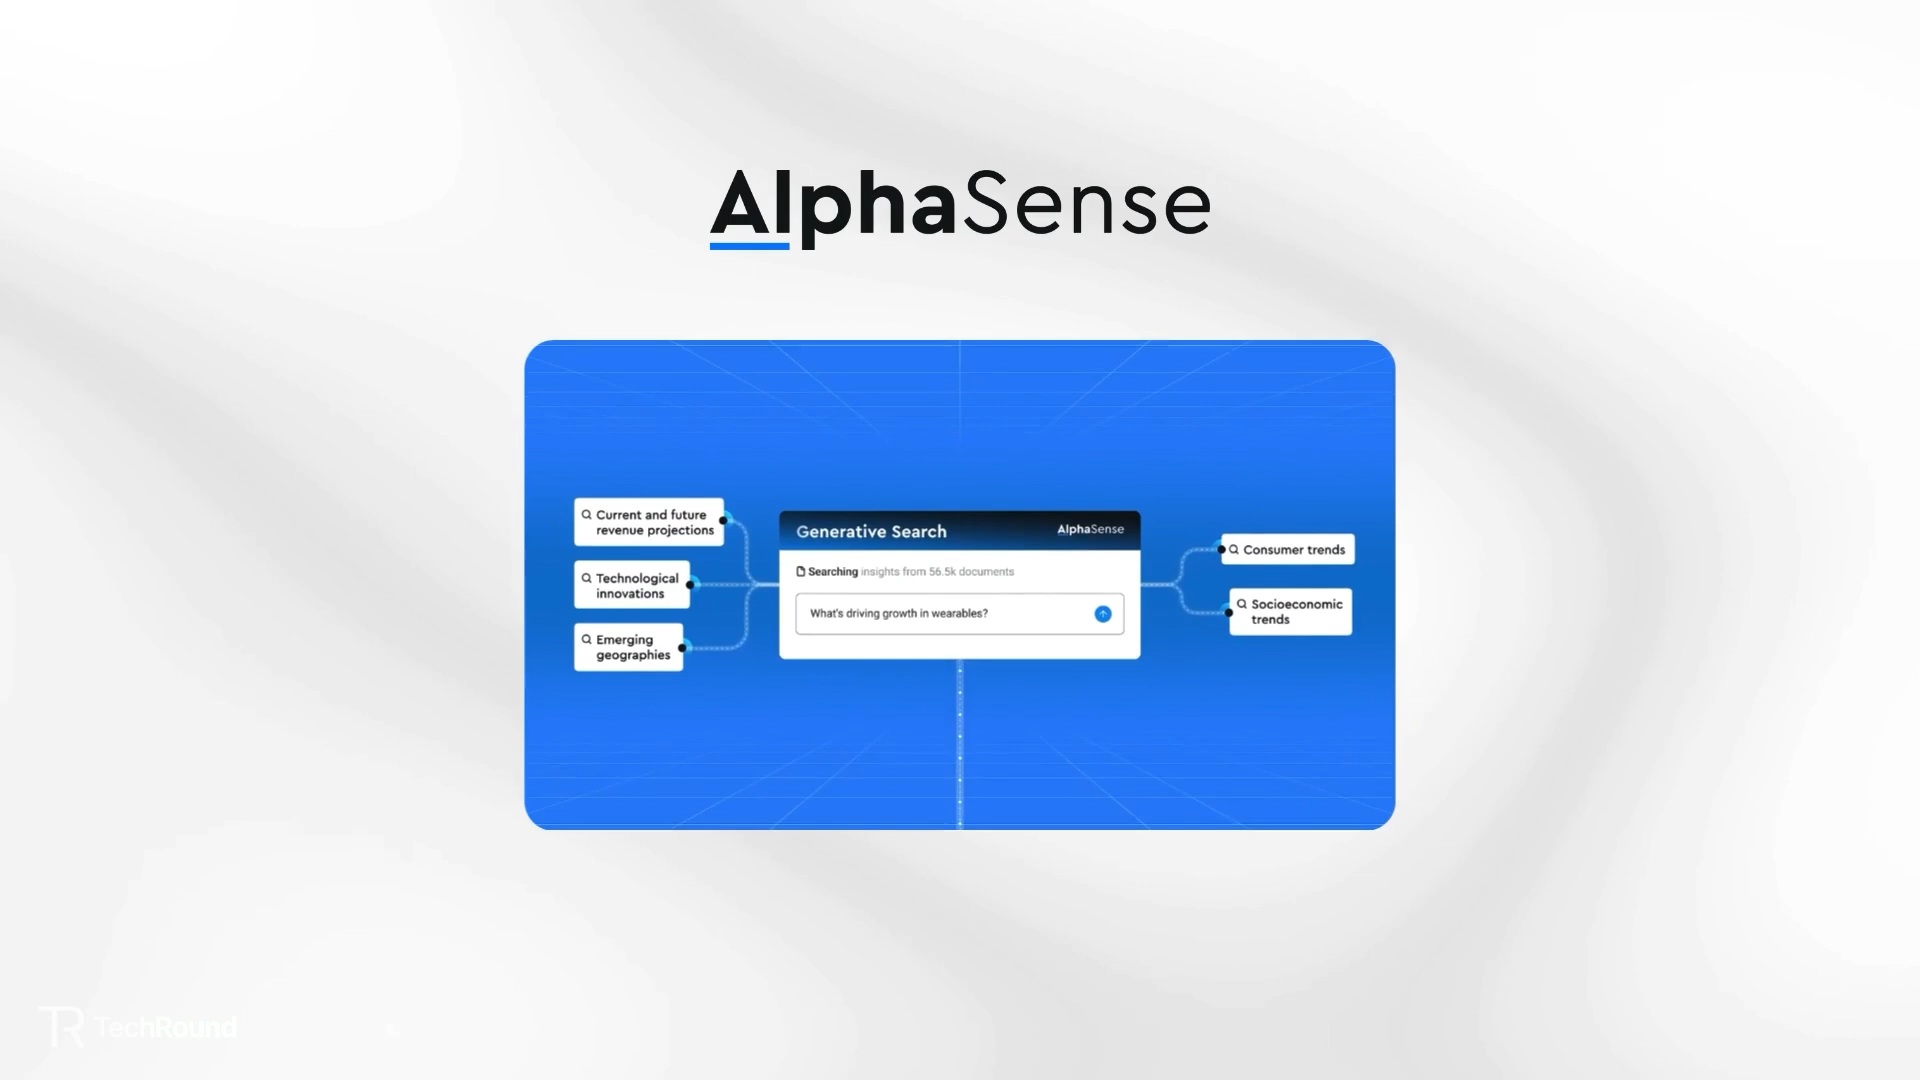 AlphaSense
Current and future
revenue projections
Technological
innovations
Emerging
geographies
Generative Search
AlphaSense
Searching insights from 56.5k documents
What's driving growth in wearables?
Consumer trends
Socioeconomic
trends
TR TechRound